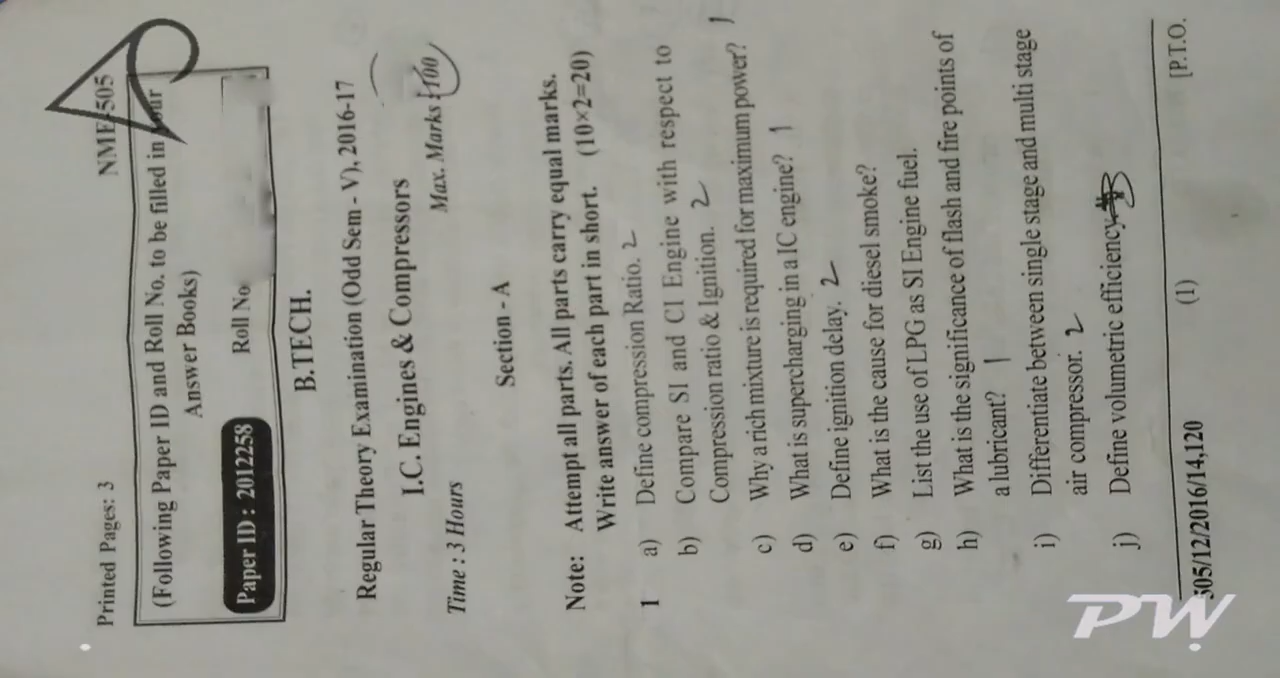 Printed Pages: 3 NME-505
(Following Paper ID and Roll No. to be filled in your
Answer Books)
Paper ID : 2012258 Roll No
B.TECH.
Regular Theory Examination (Odd Sem - V), 2016-17
I.C. Engines & Compressors
Time : 3 Hours Max. Marks : 100
Section - A
Note: Attempt all parts. All parts carry equal marks.
Write answer of each part in short. (10×2=20)
1 a) Define compression Ratio. 2
b) Compare SI and CI Engine with respect to
Compression ratio & Ignition. 2
c) Why a rich mixture is required for maximum power? 1
d) What is supercharging in a IC engine? 1
e) Define ignition delay. 2
f) What is the cause for diesel smoke?
g) List the use of LPG as SI Engine fuel.
h) What is the significance of flash and fire points of
a lubricant? 1
i) Differentiate between single stage and multi stage
air compressor. 2
j) Define volumetric efficiency
505/12/2016/14,120 (1) [P.T.O.
PW